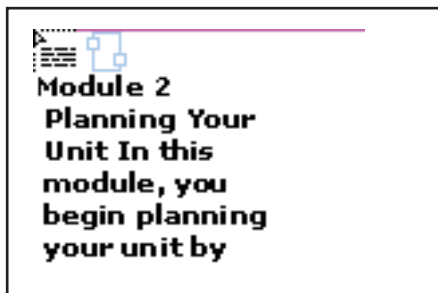 Module 2
Planning Your
Unit In this
module, you
begin planning
your unit by